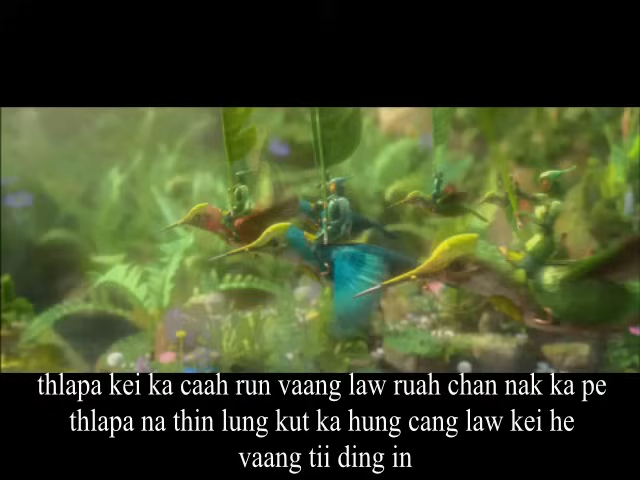 thlapa kei ka caah run vaang law ruah chan nak ka pe
thlapa na thin lung kut ka hung cang law kei he
vaang tii ding in